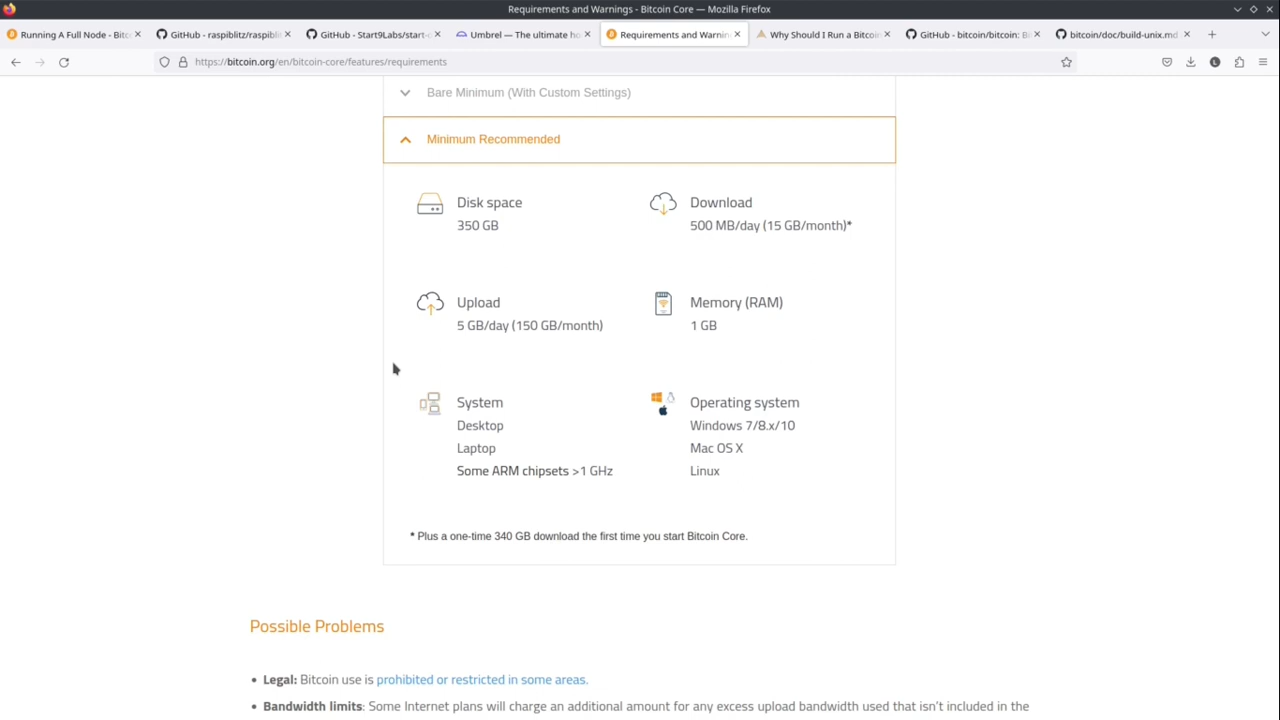 Requirements and Warnings - Bitcoin Core — Mozilla Firefox
Running A Full Node - Bitc
GitHub - raspiblitz/raspibli
GitHub - Start9Labs/start-
Umbrel — The ultimate ho
Requirements and Warnin
Why Should I Run a Bitcoin
GitHub - bitcoin/bitcoin: Bi
bitcoin/doc/build-unix.md
https://bitcoin.org/en/bitcoin-core/features/requirements
Bare Minimum (With Custom Settings)
Minimum Recommended
Disk space
350 GB
Download
500 MB/day (15 GB/month)*
Upload
5 GB/day (150 GB/month)
Memory (RAM)
1 GB
System
Desktop
Laptop
Some ARM chipsets >1 GHz
Operating system
Windows 7/8.x/10
Mac OS X
Linux
* Plus a one-time 340 GB download the first time you start Bitcoin Core.
Possible Problems
• Legal: Bitcoin use is prohibited or restricted in some areas.
• Bandwidth limits: Some Internet plans will charge an additional amount for any excess upload bandwidth used that isn't included in the